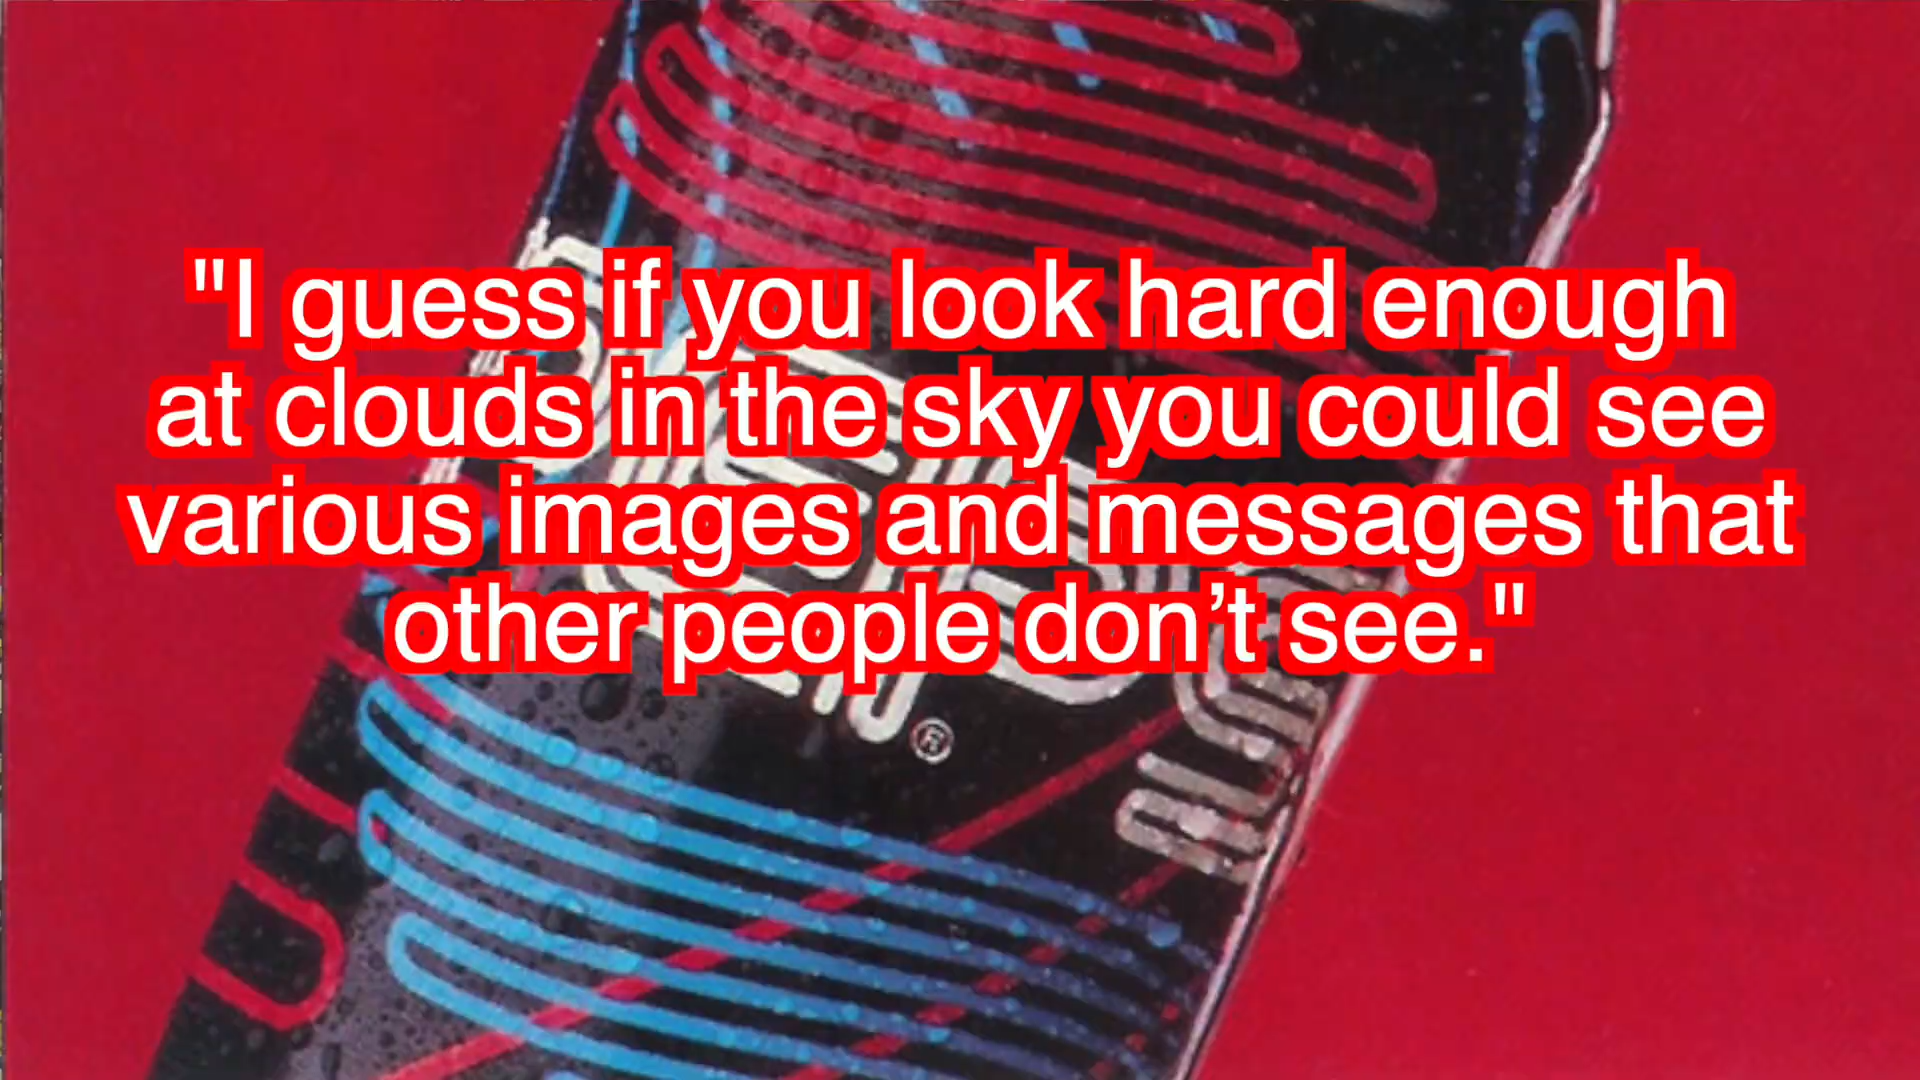 "I guess if you look hard enough
at clouds in the sky you could see
various images and messages that
other people don’t see."
®